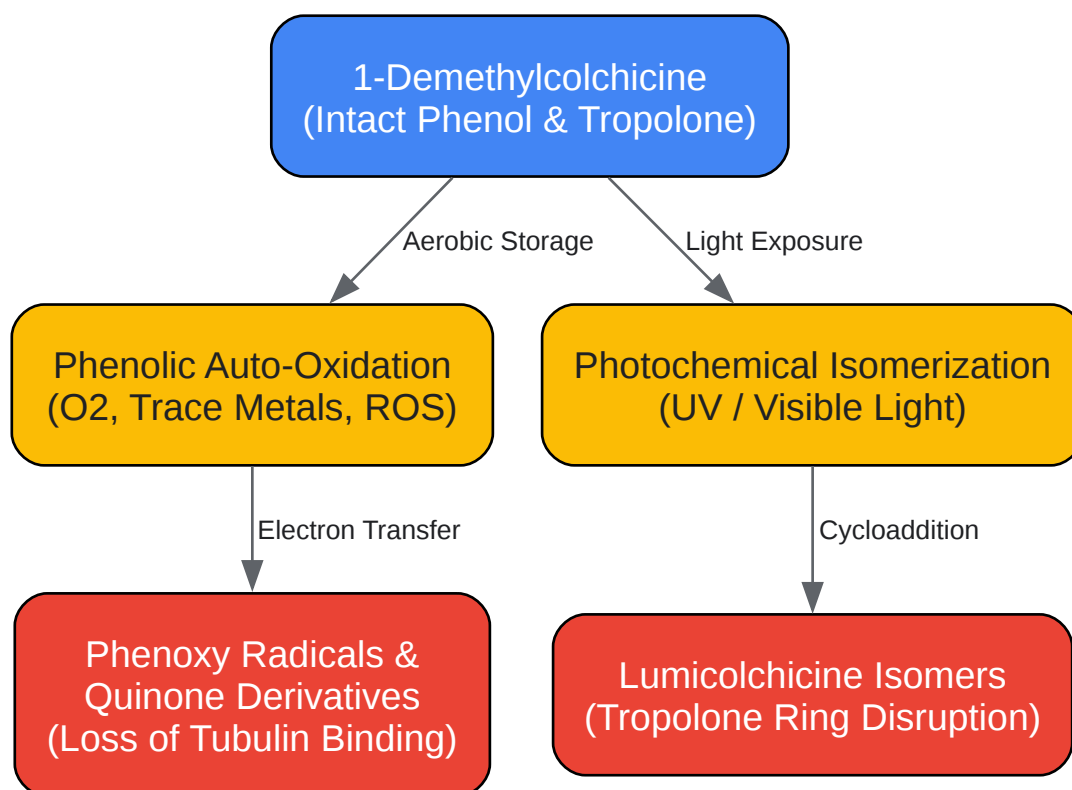 1-Demethylcolchicine
(Intact Phenol & Tropolone)
Aerobic Storage
Light Exposure
Phenolic Auto-Oxidation
(O2, Trace Metals, ROS)
Photochemical Isomerization
(UV / Visible Light)
Electron Transfer
Cycloaddition
Phenoxy Radicals &
Quinone Derivatives
(Loss of Tubulin Binding)
Lumicolchicine Isomers
(Tropolone Ring Disruption)